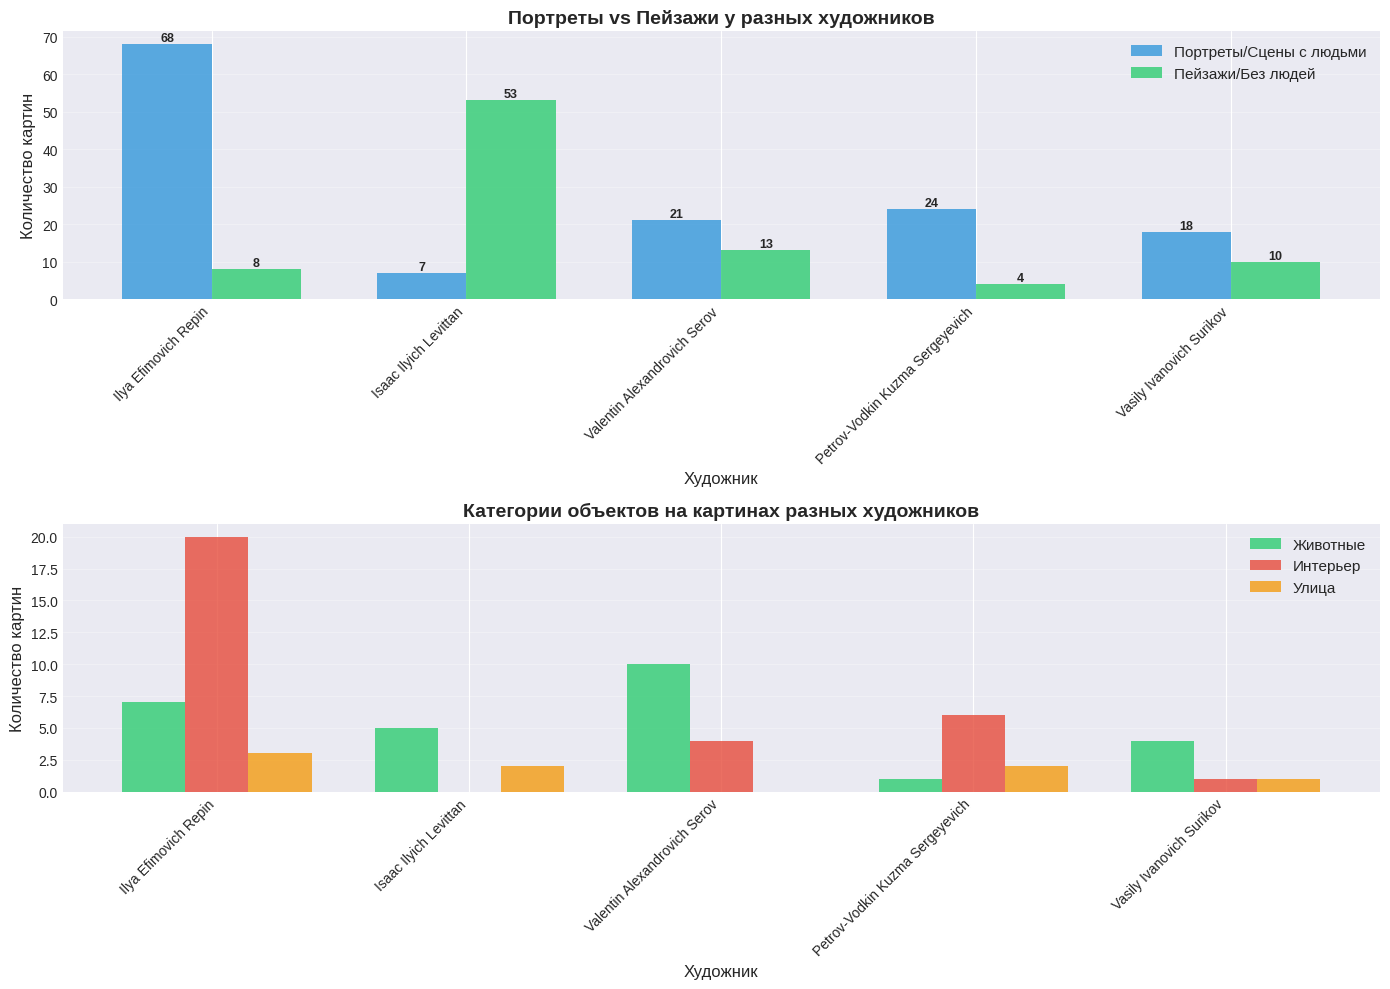 Портреты vs Пейзажи у разных художников
Количество картин
70
60
50
40
30
20
10
0
68
8
7
53
21
13
24
4
18
10
Портреты/Сцены с людьми
Пейзажи/Без людей
Ilya Efimovich Repin
Isaac Ilyich Levittan
Valentin Alexandrovich Serov
Petrov-Vodkin Kuzma Sergeyevich
Vasily Ivanovich Surikov
Художник
Категории объектов на картинах разных художников
Количество картин
20.0
17.5
15.0
12.5
10.0
7.5
5.0
2.5
0.0
Животные
Интерьер
Улица
Ilya Efimovich Repin
Isaac Ilyich Levittan
Valentin Alexandrovich Serov
Petrov-Vodkin Kuzma Sergeyevich
Vasily Ivanovich Surikov
Художник